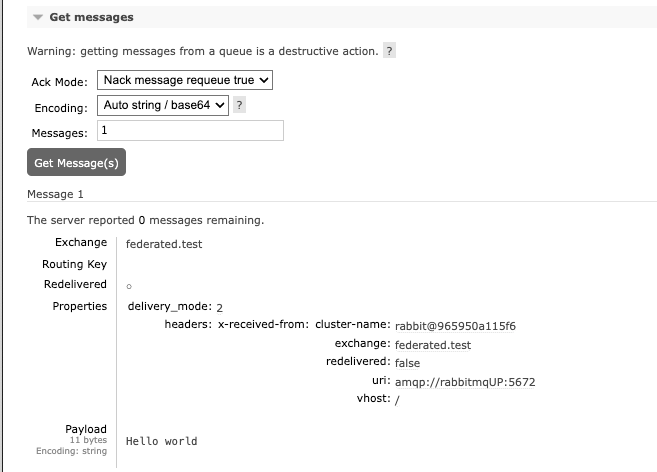 Get messages
Warning: getting messages from a queue is a destructive action. ?
Ack Mode: Nack message requeue true
Encoding: Auto string / base64 ?
Messages: 1
Get Message(s)
Message 1
The server reported 0 messages remaining.
Exchange federated.test
Routing Key
Redelivered ○
Properties delivery_mode: 2
headers: x-received-from: cluster-name: rabbit@965950a115f6
exchange: federated.test
redelivered: false
uri: amqp://rabbitmqUP:5672
vhost: /
Payload
11 bytes
Encoding: string
Hello world